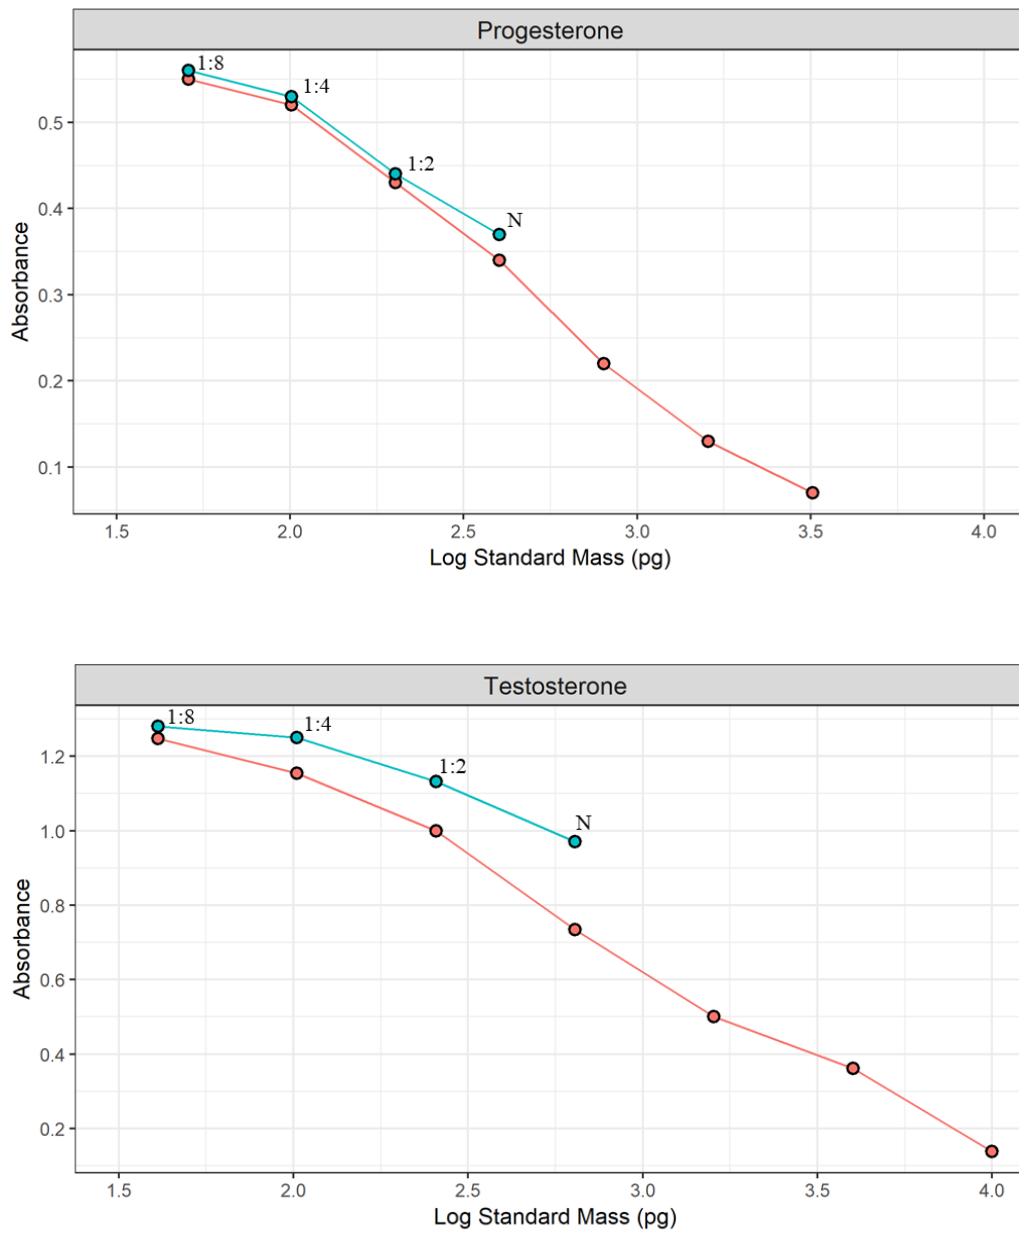 Progesterone
1:8
1:4
1:2
N
0.5
0.4
0.3
0.2
0.1
Absorbance
1.5 2.0 2.5 3.0 3.5 4.0
Log Standard Mass (pg)
Testosterone
1:8
1:4
1:2
N
1.2
1.0
0.8
0.6
0.4
0.2
Absorbance
1.5 2.0 2.5 3.0 3.5 4.0
Log Standard Mass (pg)